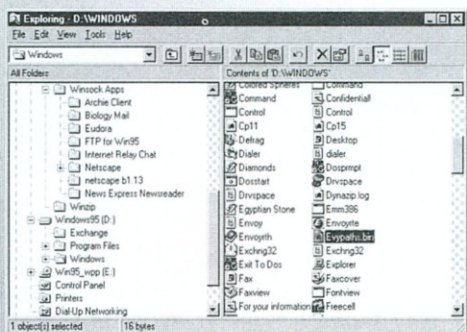 Exploring - D:\WINDOWS
File Edit View Tools Help
Windows
All Folders
Contents of 'D:\WINDOWS'
Winsock Apps
Archie Client
Biology Mail
Eudora
FTP for Win95
Internet Relay Chat
Netscape
netscape b1.13
News Express Newsreader
Winzip
Windows95 (D:)
Exchange
Program Files
Windows
Win95_wpp (E:)
Control Panel
Printers
Dial-Up Networking
Colored Spheres
Command
Control
Cp11
Defrag
Dialer
Diamonds
Dosstart
Drvspace
Egyptian Stone
Envoy
Envoyrth
Exchng32
Exit To Dos
Fax
Faxview
For your information
Command
Confidential!
Control
Cp15
Desktop
dialer
Dosprmpt
Drvspace
Dynazip.log
Emm386
Envoyrte
Evypaths.bin
Exchng32
Explorer
Faxcover
Fontview
Freecell
1 object(s) selected
16 bytes